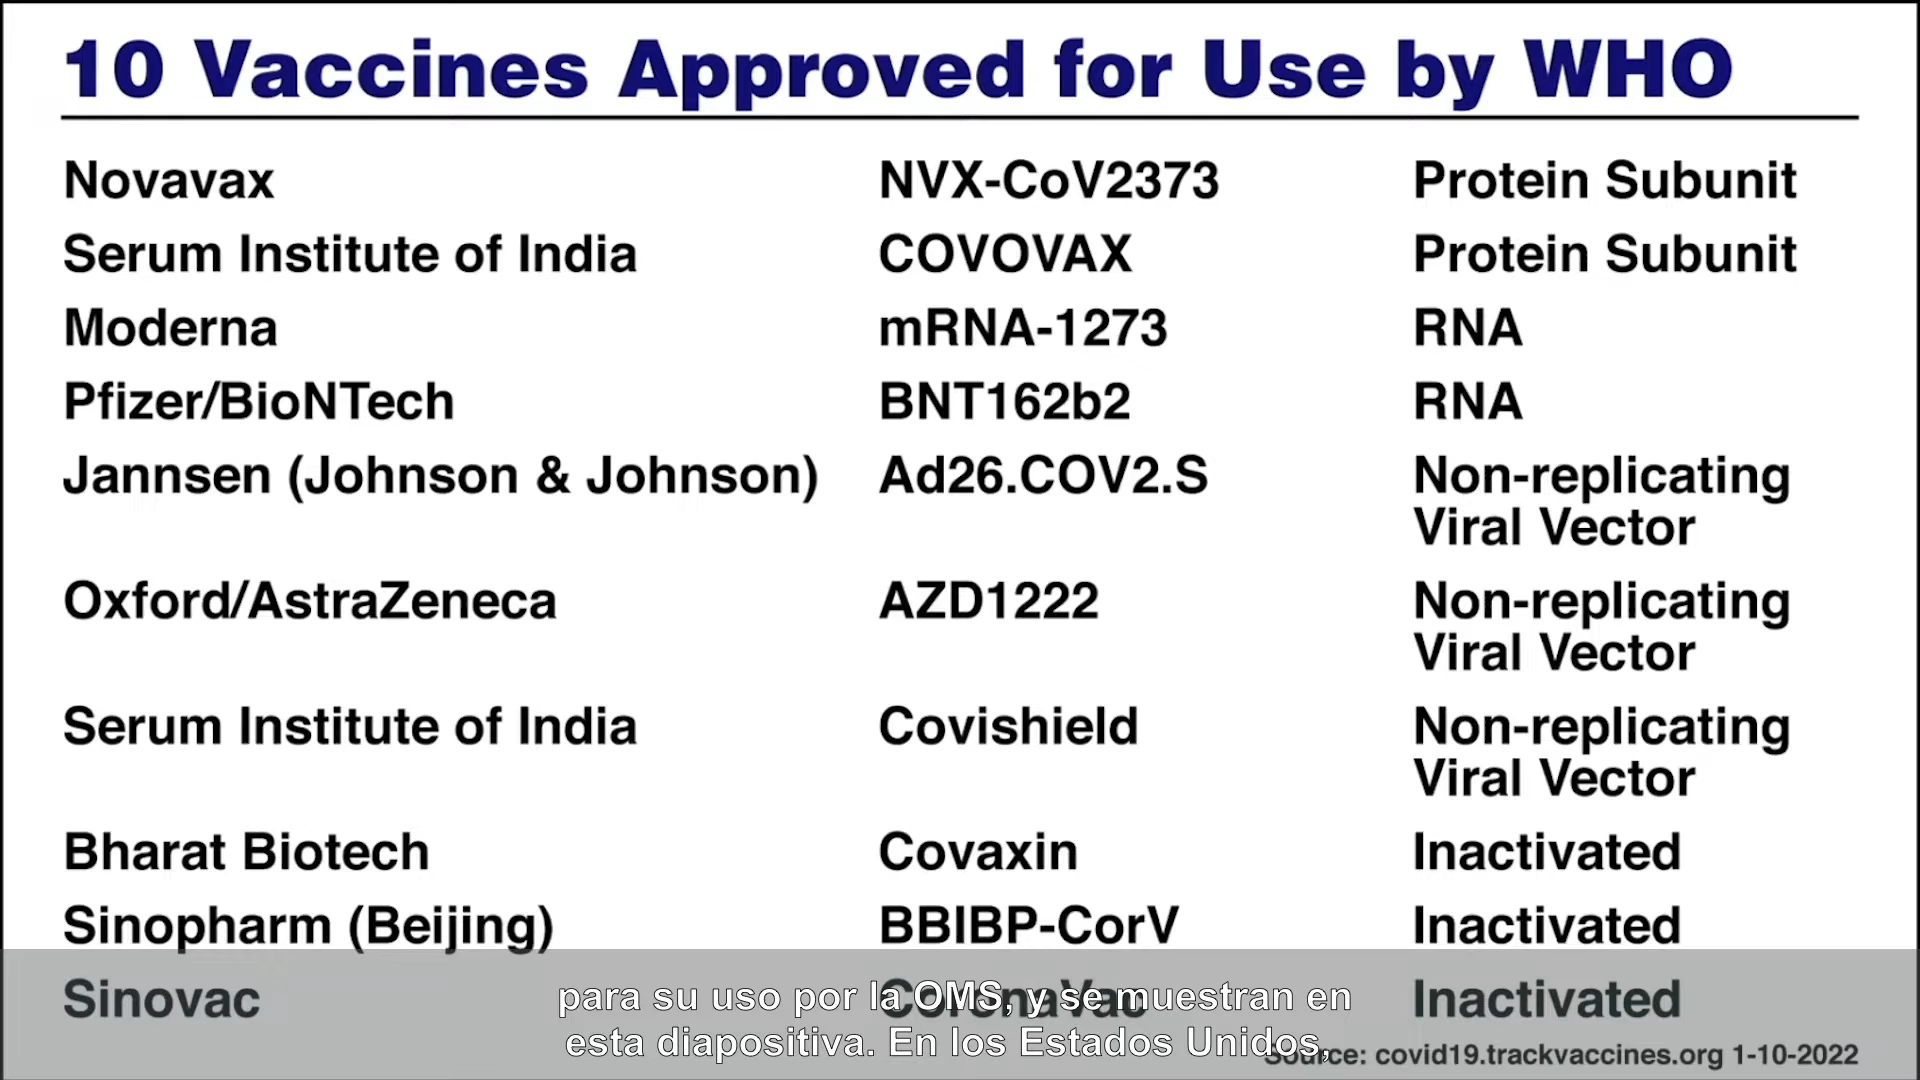 10 Vaccines Approved for Use by WHO
Novavax NVX-CoV2373 Protein Subunit
Serum Institute of India COVOVAX Protein Subunit
Moderna mRNA-1273 RNA
Pfizer/BioNTech BNT162b2 RNA
Jannsen (Johnson & Johnson) Ad26.COV2.S Non-replicating
Viral Vector
Oxford/AstraZeneca AZD1222 Non-replicating
Viral Vector
Serum Institute of India Covishield Non-replicating
Viral Vector
Bharat Biotech Covaxin Inactivated
Sinopharm (Beijing) BBIBP-CorV Inactivated
Sinovac CoronaVac Inactivated
para su uso por la OMS, y se muestran en
esta diapositiva. En los Estados Unidos,
Source: covid19.trackvaccines.org 1-10-2022